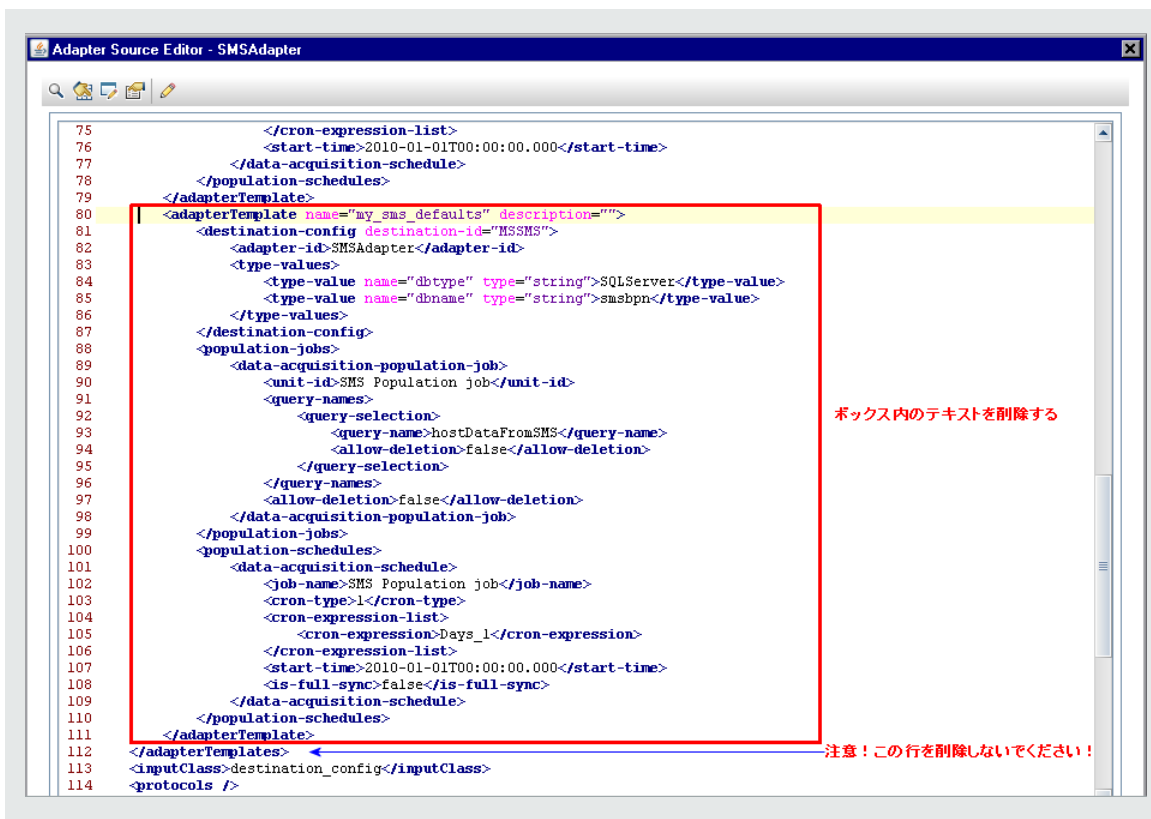 Adapter Source Editor - SMSAdapter
75 </cron-expression-list>
76 <start-time>2010-01-01T00:00:00.000</start-time>
77 </data-acquisition-schedule>
78 </population-schedules>
79 </adapterTemplate>
80 <adapterTemplate name="my_sms_defaults" description="">
81 <destination-config destination-id="MSSMS">
82 <adapter-id>SMSAdapter</adapter-id>
83 <type-values>
84 <type-value name="dbtype" type="string">SQLServer</type-value>
85 <type-value name="dbname" type="string">smsbpn</type-value>
86 </type-values>
87 </destination-config>
88 <population-jobs>
89 <data-acquisition-population-job>
90 <unit-id>SMS Population job</unit-id>
91 <query-names>
92 <query-selection> ボックス内のテキストを削除する
93 <query-name>hostDataFromSMS</query-name>
94 <allow-deletion>false</allow-deletion>
95 </query-selection>
96 </query-names>
97 <allow-deletion>false</allow-deletion>
98 </data-acquisition-population-job>
99 </population-jobs>
100 <population-schedules>
101 <data-acquisition-schedule>
102 <job-name>SMS Population job</job-name>
103 <cron-type>1</cron-type>
104 <cron-expression-list>
105 <cron-expression>Days_1</cron-expression>
106 </cron-expression-list>
107 <start-time>2010-01-01T00:00:00.000</start-time>
108 <is-full-sync>false</is-full-sync>
109 </data-acquisition-schedule>
110 </population-schedules>
111 </adapterTemplate>
112 </adapterTemplates> 注意！この行を削除しないでください！
113 <inputClass>destination_config</inputClass>
114 <protocols />